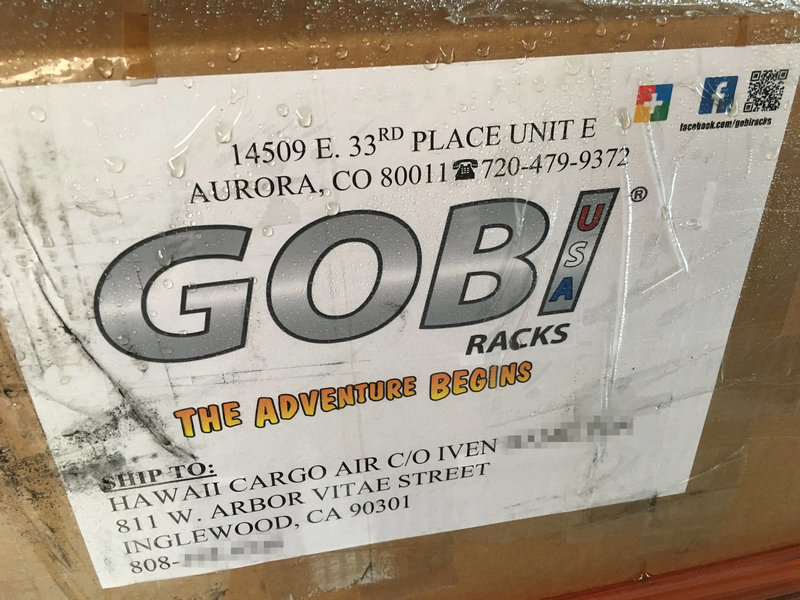 facebook.com/gobiracks
14509 E. 33RD PLACE UNIT E
AURORA, CO 80011☎720-479-9372
GOBI®
USA
RACKS
THE ADVENTURE BEGINS
SHIP TO:
HAWAII CARGO AIR C/O IVEN
811 W. ARBOR VITAE STREET
INGLEWOOD, CA 90301
808-